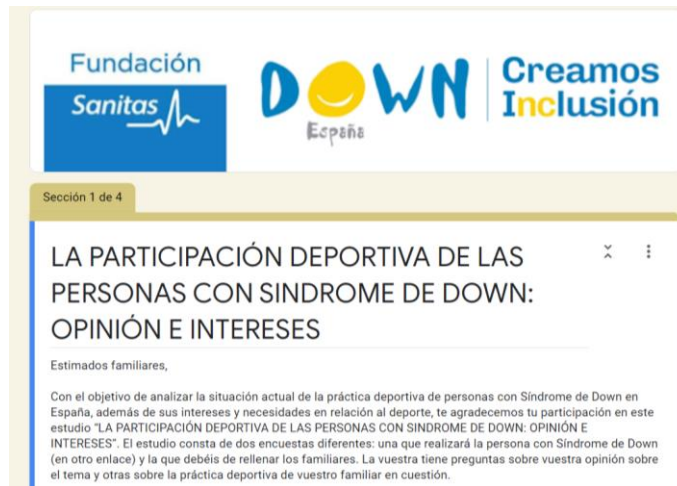 Fundación
Sanitas
DOWN
España
Creamos
Inclusión
Sección 1 de 4
LA PARTICIPACIÓN DEPORTIVA DE LAS
PERSONAS CON SINDROME DE DOWN:
OPINIÓN E INTERESES
Estimados familiares,
Con el objetivo de analizar la situación actual de la práctica deportiva de personas con Síndrome de Down en
España, además de sus intereses y necesidades en relación al deporte, te agradecemos tu participación en este
estudio “LA PARTICIPACIÓN DEPORTIVA DE LAS PERSONAS CON SINDROME DE DOWN: OPINIÓN E
INTERESES”. El estudio consta de dos encuestas diferentes: una que realizará la persona con Síndrome de Down
(en otro enlace) y la que debéis de rellenar los familiares. La vuestra tiene preguntas sobre vuestra opinión sobre
el tema y otras sobre la práctica deportiva de vuestro familiar en cuestión.